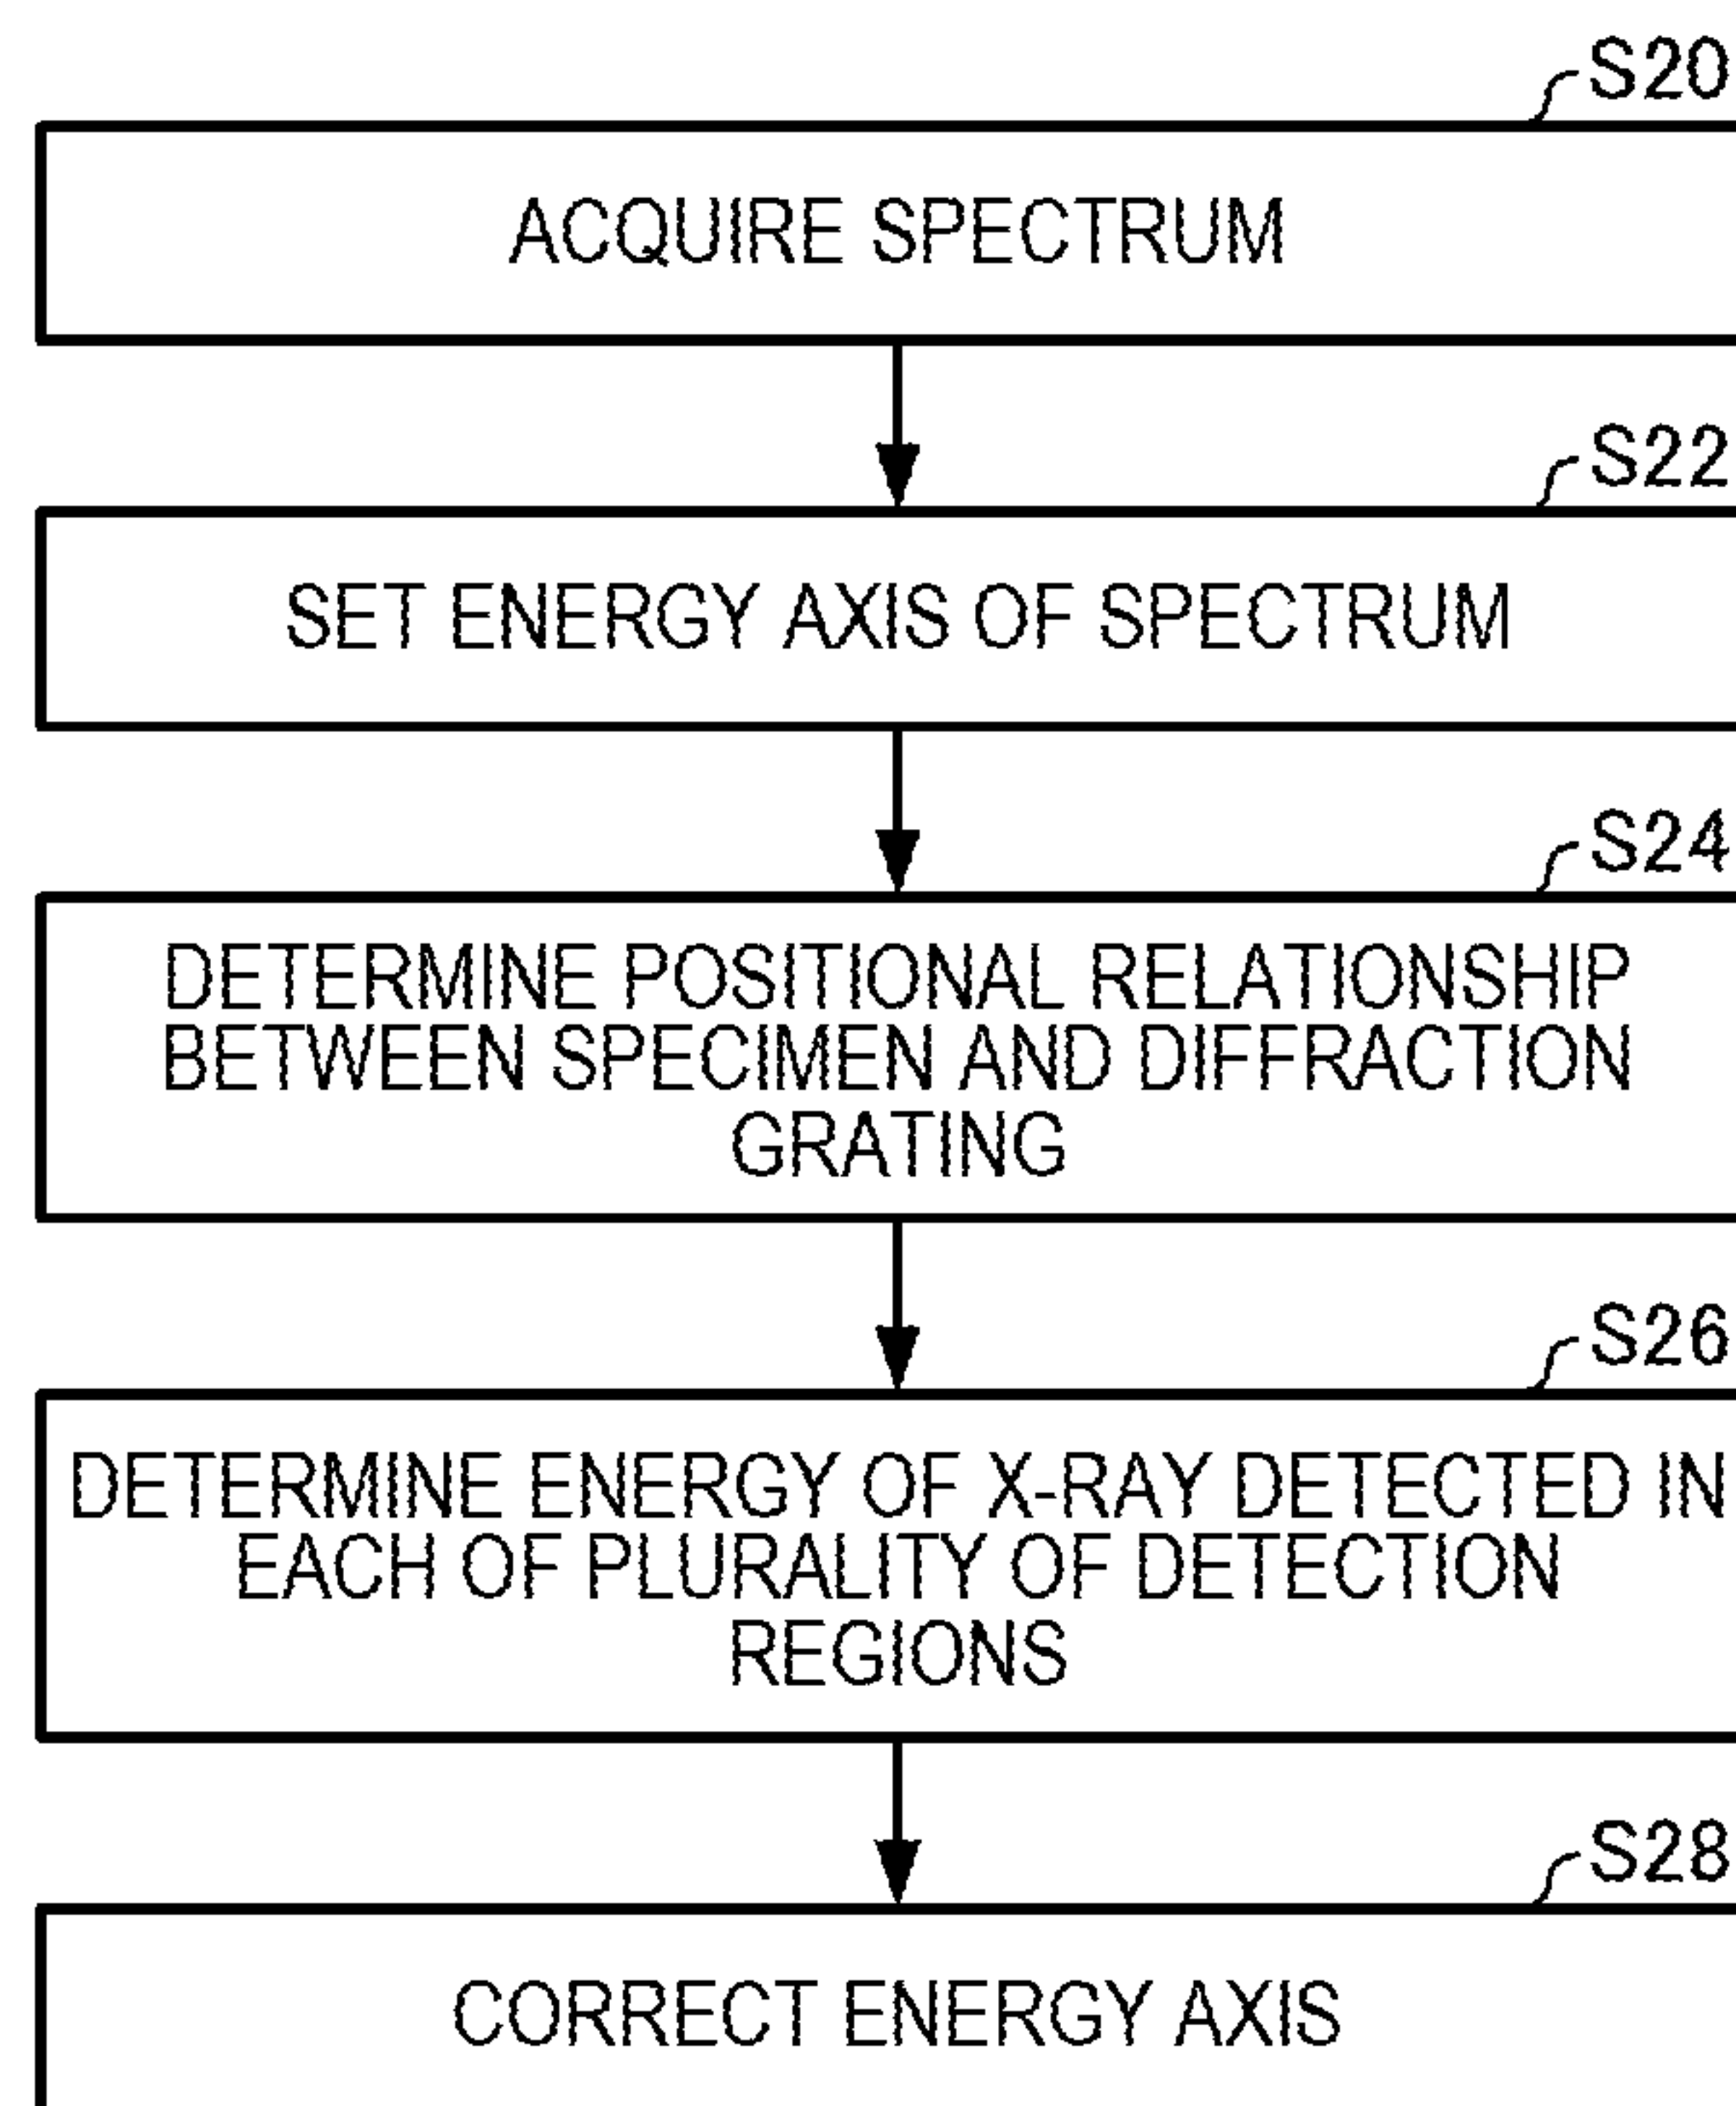 S20
ACQUIRE SPECTRUM
S22
SET ENERGY AXIS OF SPECTRUM
S24
DETERMINE POSITIONAL RELATIONSHIP
BETWEEN SPECIMEN AND DIFFRACTION
GRATING
S26
DETERMINE ENERGY OF X-RAY DETECTED IN
EACH OF PLURALITY OF DETECTION
REGIONS
S28
CORRECT ENERGY AXIS